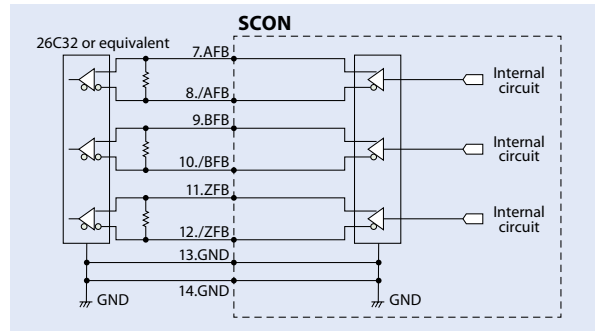 SCON
26C32 or equivalent
7.AFB
Internal
circuit
8./AFB
9.BFB
Internal
circuit
10./BFB
11.ZFB
Internal
circuit
12./ZFB
13.GND
14.GND
GND
GND